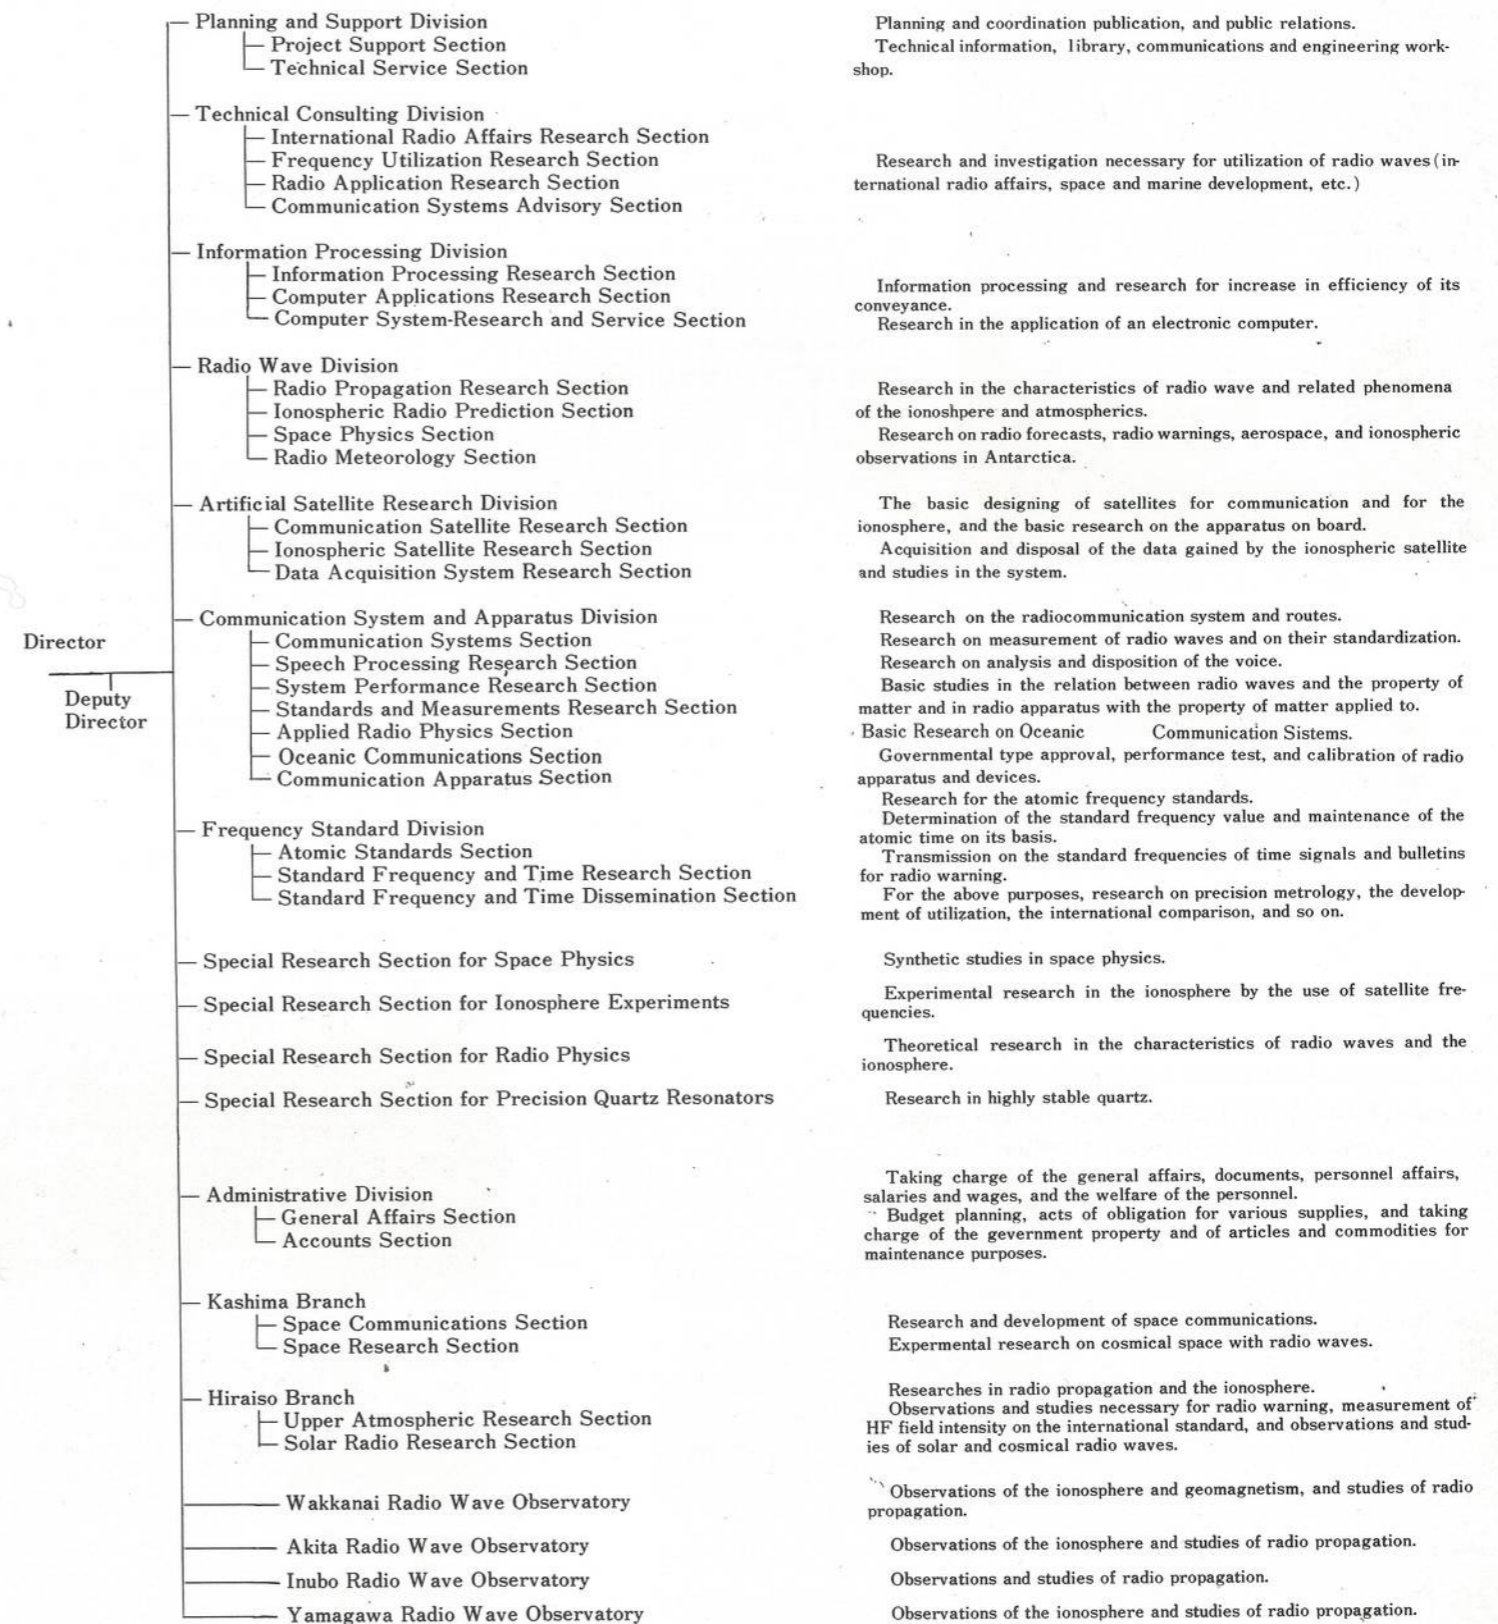 Planning and Support Division
Project Support Section
Technical Service Section
Planning and coordination publication, and public relations.
Technical information, library, communications and engineering work-
shop.
Technical Consulting Division
International Radio Affairs Research Section
Frequency Utilization Research Section
Radio Application Research Section
Communication Systems Advisory Section
Research and investigation necessary for utilization of radio waves (in-
ternational radio affairs, space and marine development, etc.)
Information Processing Division
Information Processing Research Section
Computer Applications Research Section
Computer System-Research and Service Section
Information processing and research for increase in efficiency of its
conveyance.
Research in the application of an electronic computer.
Radio Wave Division
Radio Propagation Research Section
Ionospheric Radio Prediction Section
Space Physics Section
Radio Meteorology Section
Research in the characteristics of radio wave and related phenomena
of the ionoshpere and atmospherics.
Research on radio forecasts, radio warnings, aerospace, and ionospheric
observations in Antarctica.
Artificial Satellite Research Division
Communication Satellite Research Section
Ionospheric Satellite Research Section
Data Acquisition System Research Section
The basic designing of satellites for communication and for the
ionosphere, and the basic research on the apparatus on board.
Acquisition and disposal of the data gained by the ionospheric satellite
and studies in the system.
Director
Deputy
Director
Communication System and Apparatus Division
Communication Systems Section
Speech Processing Research Section
System Performance Research Section
Standards and Measurements Research Section
Applied Radio Physics Section
Oceanic Communications Section
Communication Apparatus Section
Research on the radiocommunication system and routes.
Research on measurement of radio waves and on their standardization.
Research on analysis and disposition of the voice.
Basic studies in the relation between radio waves and the property of
matter and in radio apparatus with the property of matter applied to.
Basic Research on Oceanic Communication Sistems.
Governmental type approval, performance test, and calibration of radio
apparatus and devices.
Frequency Standard Division
Atomic Standards Section
Standard Frequency and Time Research Section
Standard Frequency and Time Dissemination Section
Research for the atomic frequency standards.
Determination of the standard frequency value and maintenance of the
atomic time on its basis.
Transmission on the standard frequencies of time signals and bulletins
for radio warning.
For the above purposes, research on precision metrology, the develop-
ment of utilization, the international comparison, and so on.
Special Research Section for Space Physics
Synthetic studies in space physics.
Special Research Section for Ionosphere Experiments
Experimental research in the ionosphere by the use of satellite fre-
quencies.
Special Research Section for Radio Physics
Theoretical research in the characteristics of radio waves and the
ionosphere.
Special Research Section for Precision Quartz Resonators
Research in highly stable quartz.
Administrative Division
General Affairs Section
Accounts Section
Taking charge of the general affairs, documents, personnel affairs,
salaries and wages, and the welfare of the personnel.
Budget planning, acts of obligation for various supplies, and taking
charge of the gevernment property and of articles and commodities for
maintenance purposes.
Kashima Branch
Space Communications Section
Space Research Section
Research and development of space communications.
Expermental research on cosmical space with radio waves.
Hiraiso Branch
Upper Atmospheric Research Section
Solar Radio Research Section
Researches in radio propagation and the ionosphere.
Observations and studies necessary for radio warning, measurement of
HF field intensity on the international standard, and observations and stud-
ies of solar and cosmical radio waves.
Wakkanai Radio Wave Observatory
Observations of the ionosphere and geomagnetism, and studies of radio
propagation.
Akita Radio Wave Observatory
Observations of the ionosphere and studies of radio propagation.
Inubo Radio Wave Observatory
Observations and studies of radio propagation.
Yamagawa Radio Wave Observatory
Observations of the ionosphere and studies of radio propagation.